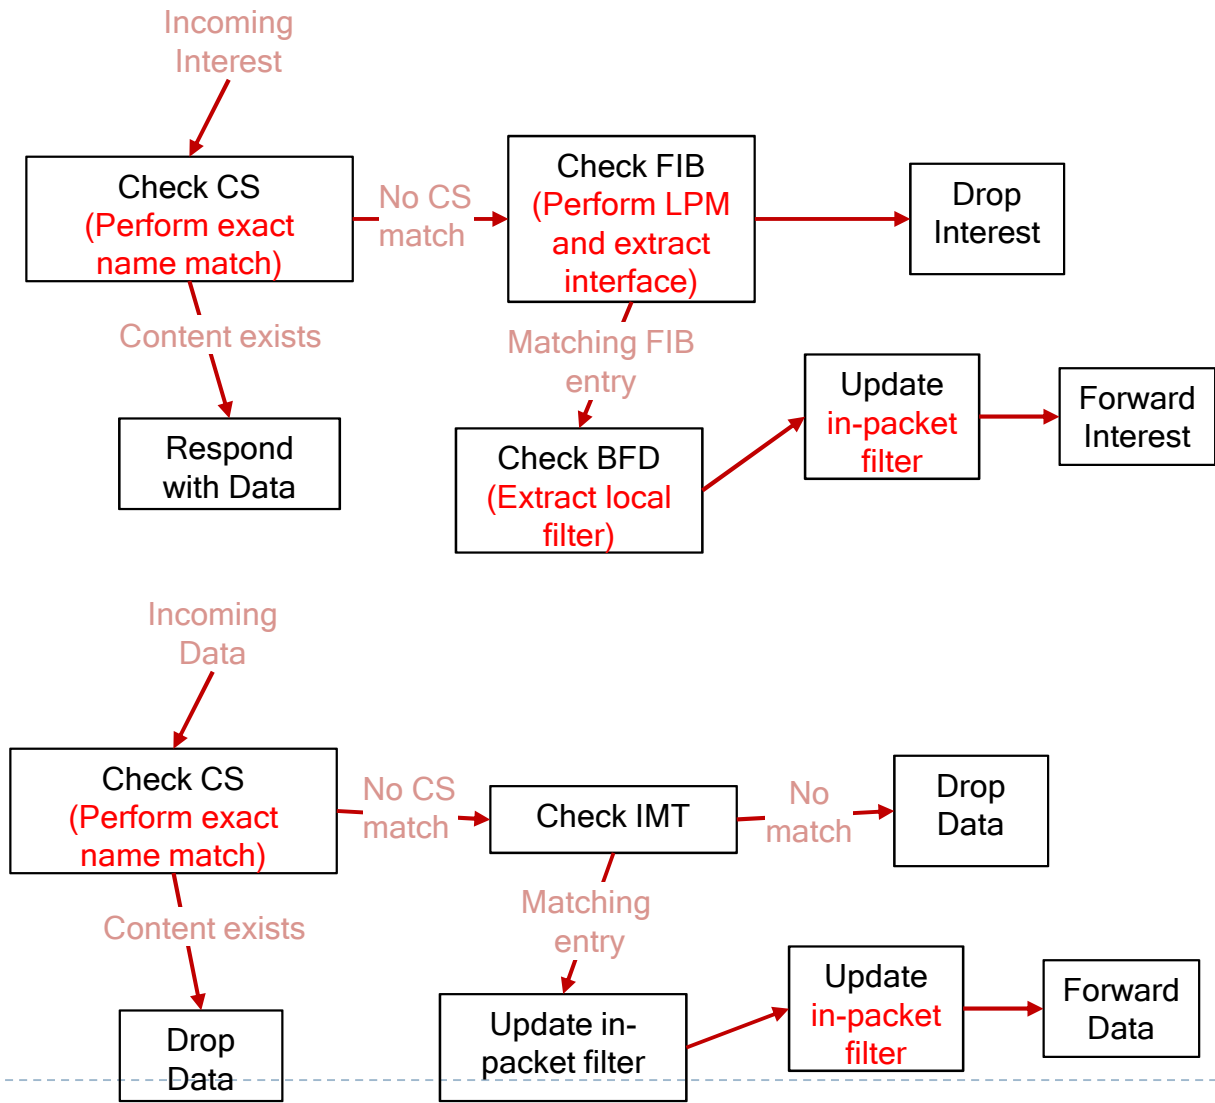 Incoming
Interest
Check CS
(Perform exact
name match)
No CS
match
Check FIB
(Perform LPM
and extract
interface)
Drop
Interest
Content exists
Matching FIB
entry
Respond
with Data
Check BFD
(Extract local
filter)
Update
in-packet
filter
Forward
Interest
Incoming
Data
Check CS
(Perform exact
name match)
No CS
match
Check IMT
No
match
Drop
Data
Content exists
Matching
entry
Drop
Data
Update in-
packet filter
Update
in-packet
filter
Forward
Data